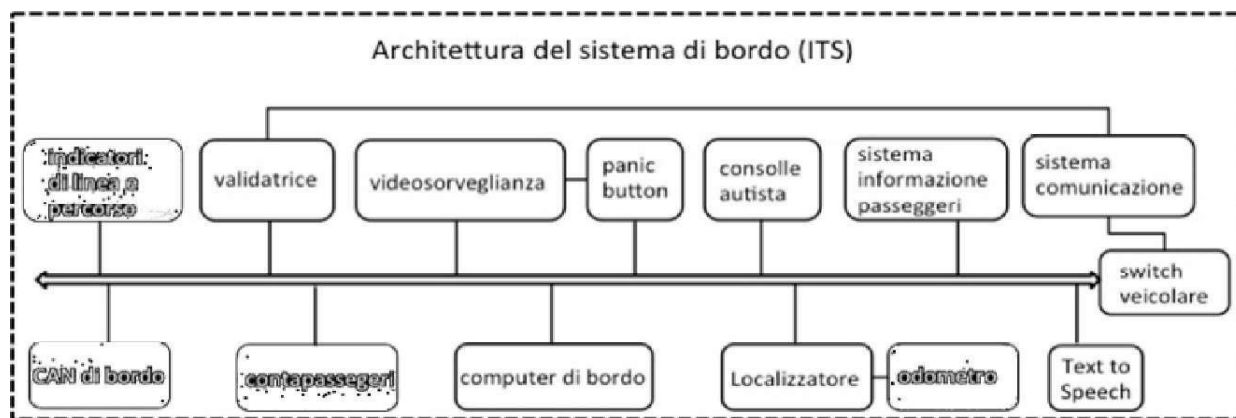 Architettura del sistema di bordo (ITS)
indicatori
di linea e
percorso
validatrice
videosorveglianza
panic
button
consolle
autista
sistema
informazione
passeggeri
sistema
comunicazione
switch
veicolare
CAN di bordo
contapassegeri
computer di bordo
Localizzatore
odometro
Text to
Speech